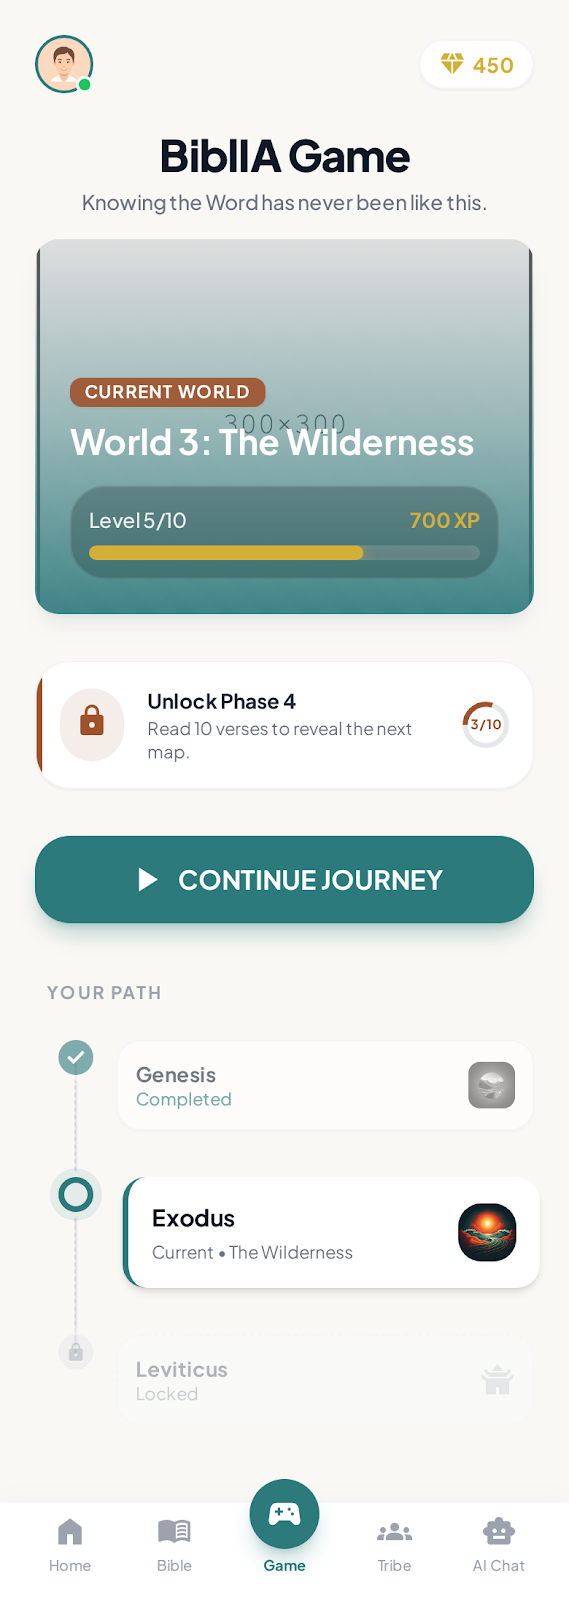 450
BiblIA Game
Knowing the Word has never been like this.
CURRENT WORLD
300×300
World 3: The Wilderness
Level 5/10
700 XP
Unlock Phase 4
Read 10 verses to reveal the next
map.
3/10
CONTINUE JOURNEY
YOUR PATH
Genesis
Completed
Exodus
Current • The Wilderness
Leviticus
Locked
Home
Bible
Game
Tribe
AI Chat